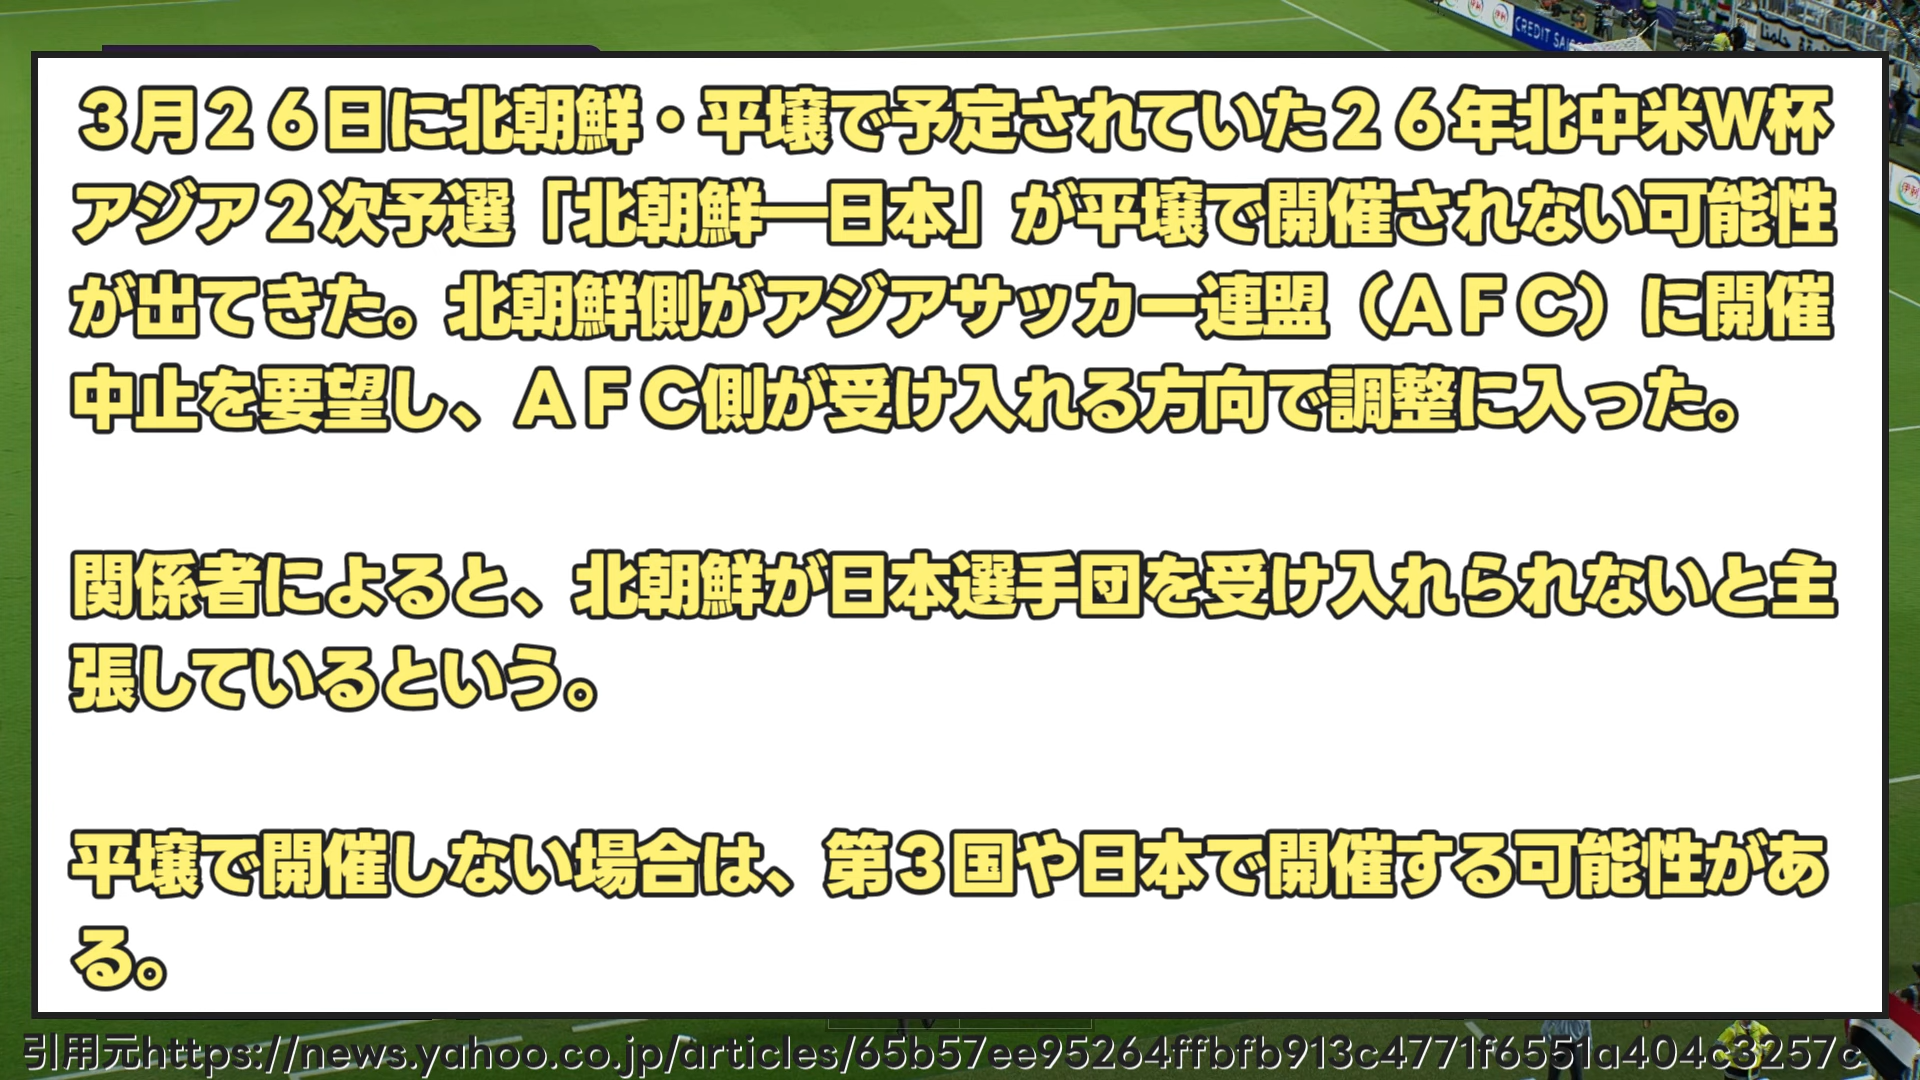 ３月２６日に北朝鮮・平壌で予定されていた２６年北中米W杯
アジア２次予選「北朝鮮―日本」が平壌で開催されない可能性
が出てきた。北朝鮮側がアジアサッカー連盟（ＡＦＣ）に開催
中止を要望し、ＡＦＣ側が受け入れる方向で調整に入った。
関係者によると、北朝鮮が日本選手団を受け入れられないと主
張しているという。
平壌で開催しない場合は、第３国や日本で開催する可能性があ
る。
引用元https://news.yahoo.co.jp/articles/65b57ee95264ffbfb913c4771f6551a404c3257c
CREDIT SAIS